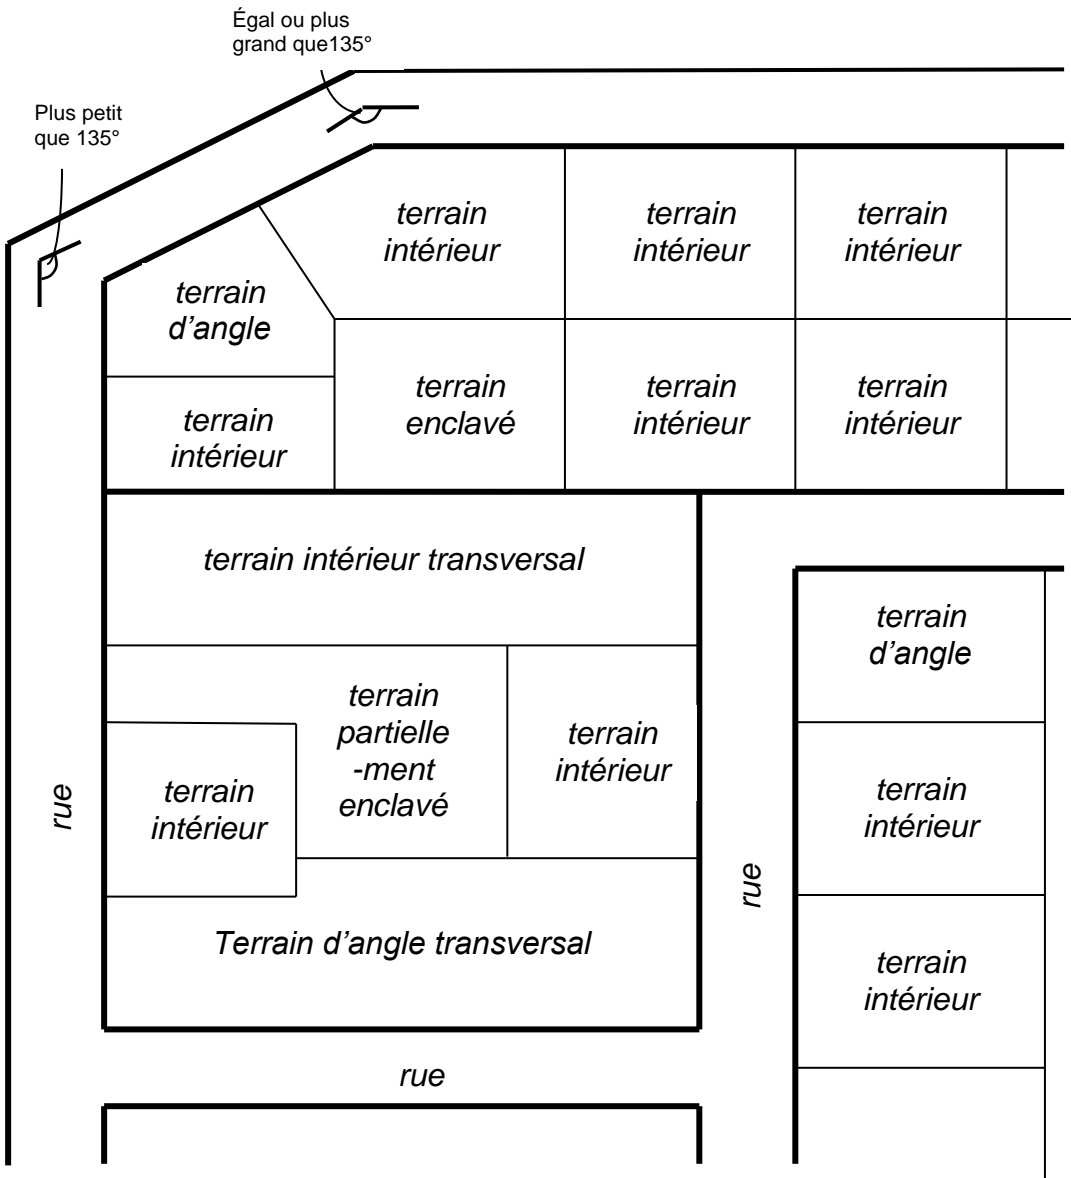 Égal ou plus
grand que135°
Plus petit
que 135°
terrain
intérieur
terrain
intérieur
terrain
intérieur
terrain
d’angle
terrain
enclavé
terrain
intérieur
terrain
intérieur
terrain
intérieur
terrain intérieur transversal
terrain
d’angle
terrain
partielle
-ment
enclavé
terrain
intérieur
terrain
intérieur
terrain
intérieur
rue
rue
Terrain d’angle transversal
terrain
intérieur
rue